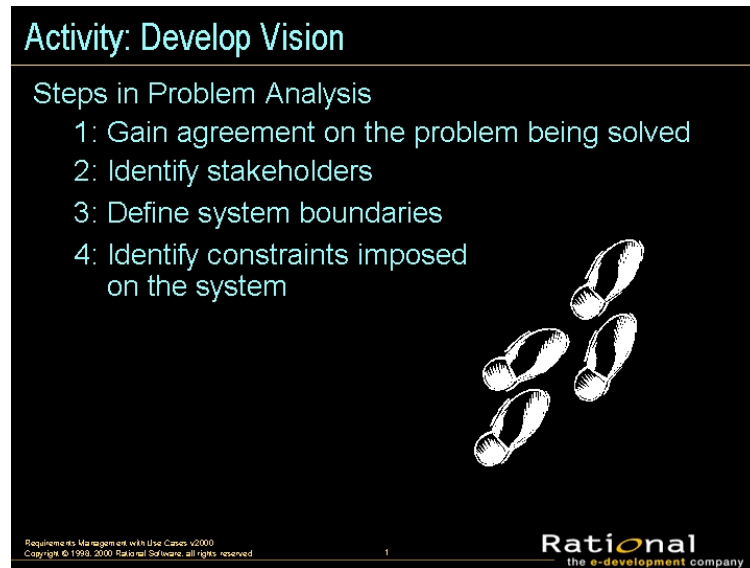 Activity: Develop Vision
Steps in Problem Analysis
1: Gain agreement on the problem being solved
2: Identify stakeholders
3: Define system boundaries
4: Identify constraints imposed
on the system
Requirements Management with Use Cases v2000
Copyright © 1998, 2000 Rational Software, all rights reserved
1
Rational
the e-development company